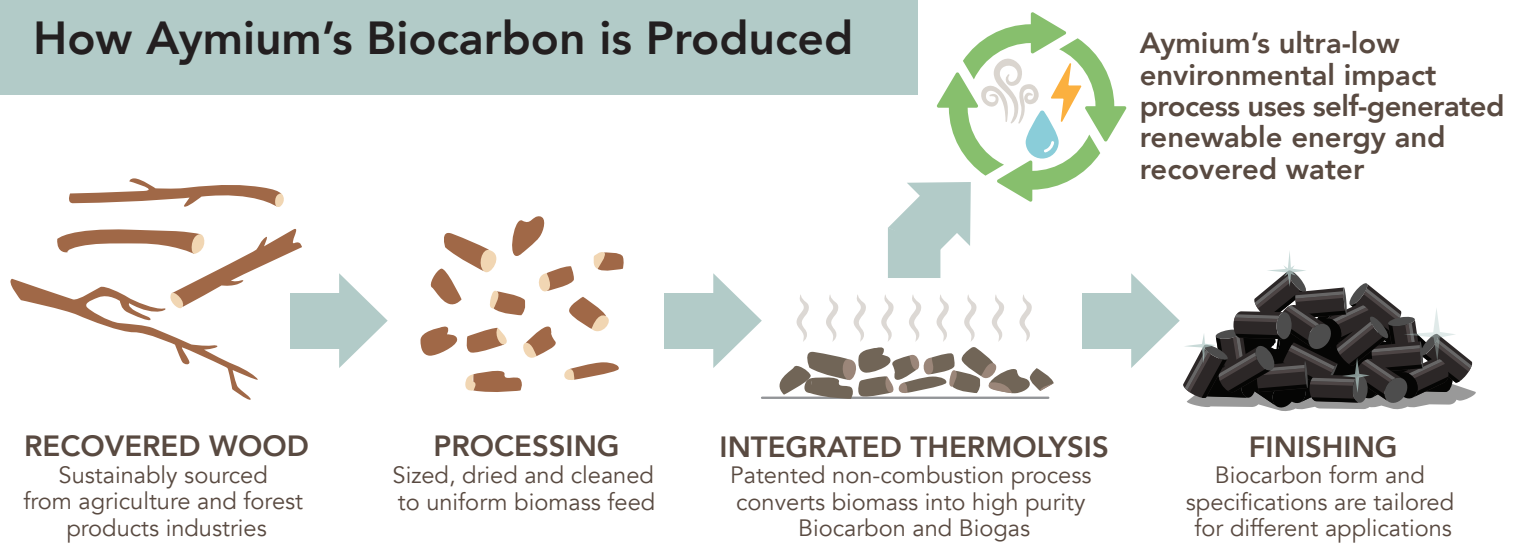 How Aymium's Biocarbon is Produced
Aymium's ultra-low
environmental impact
process uses self-generated
renewable energy and
recovered water
RECOVERED WOOD
Sustainably sourced
from agriculture and forest
products industries
PROCESSING
Sized, dried and cleaned
to uniform biomass feed
INTEGRATED THERMOLYSIS
Patented non-combustion process
converts biomass into high purity
Biocarbon and Biogas
FINISHING
Biocarbon form and
specifications are tailored
for different applications